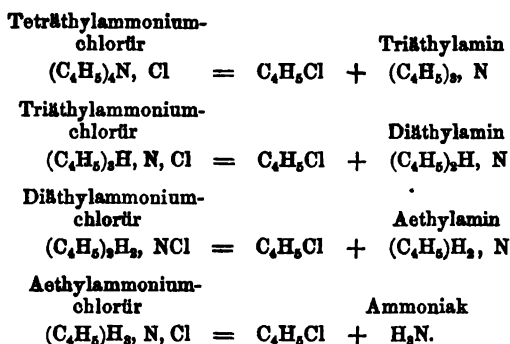 Teträthylammonium-
chlorür Triäthylamin
(C₄H₅)₄N, Cl = C₄H₅Cl + (C₄H₅)₃, N
Triäthylammonium-
chlorür Diäthylamin
(C₄H₅)₃H, N, Cl = C₄H₅Cl + (C₄H₅)₂H, N
Diäthylammonium-
chlorür Aethylamin
(C₄H₅)₂H₂, NCl = C₄H₅Cl + (C₄H₅)H₂, N
Aethylammonium-
chlorür Ammoniak
(C₄H₅)H₃, N, Cl = C₄H₅Cl + H₃N.